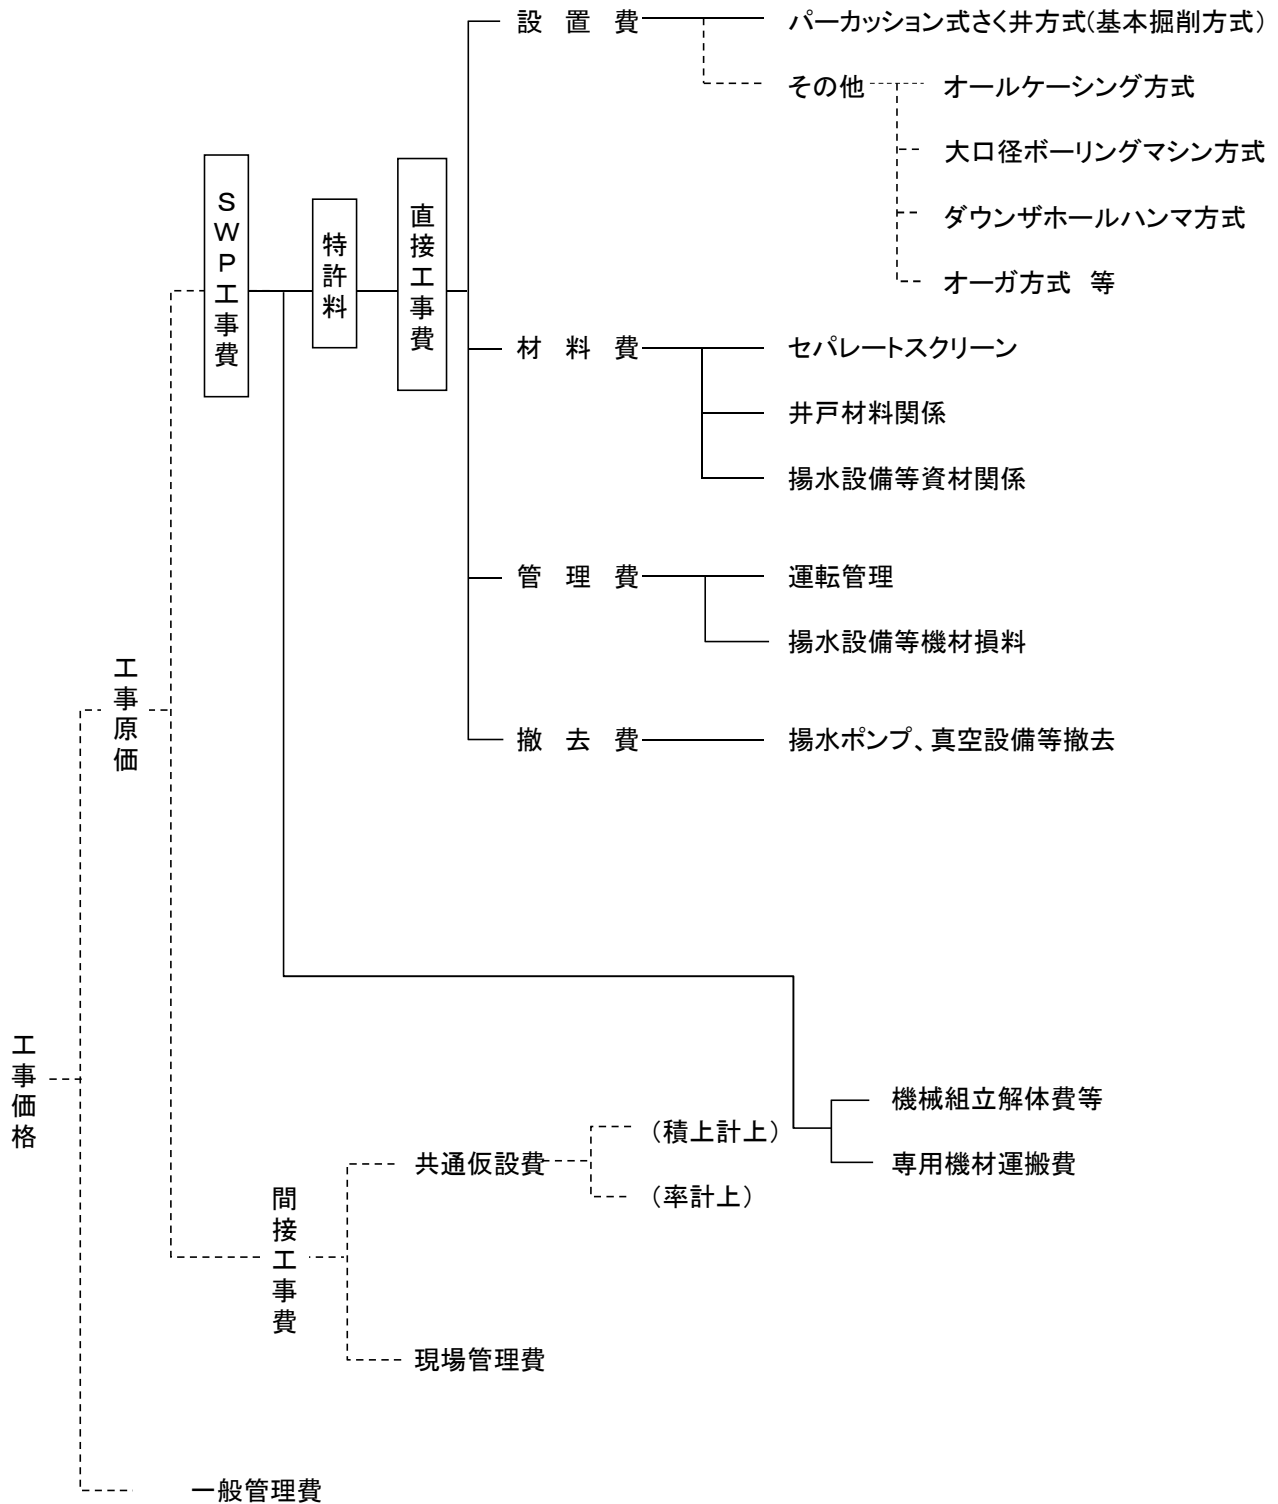 設　置　費
パーカッション式さく井方式(基本掘削方式)
その他
オールケーシング方式
大口径ボーリングマシン方式
ダウンザホールハンマ方式
オーガ方式　等
SWP工事費
特許料
直接工事費
材　料　費
セパレートスクリーン
井戸材料関係
揚水設備等資材関係
管　理　費
運転管理
揚水設備等機材損料
工事原価
撤　去　費
揚水ポンプ、真空設備等撤去
工事価格
機械組立解体費等
専用機材運搬費
間接工事費
共通仮設費
(積上計上)
(率計上)
現場管理費
一般管理費